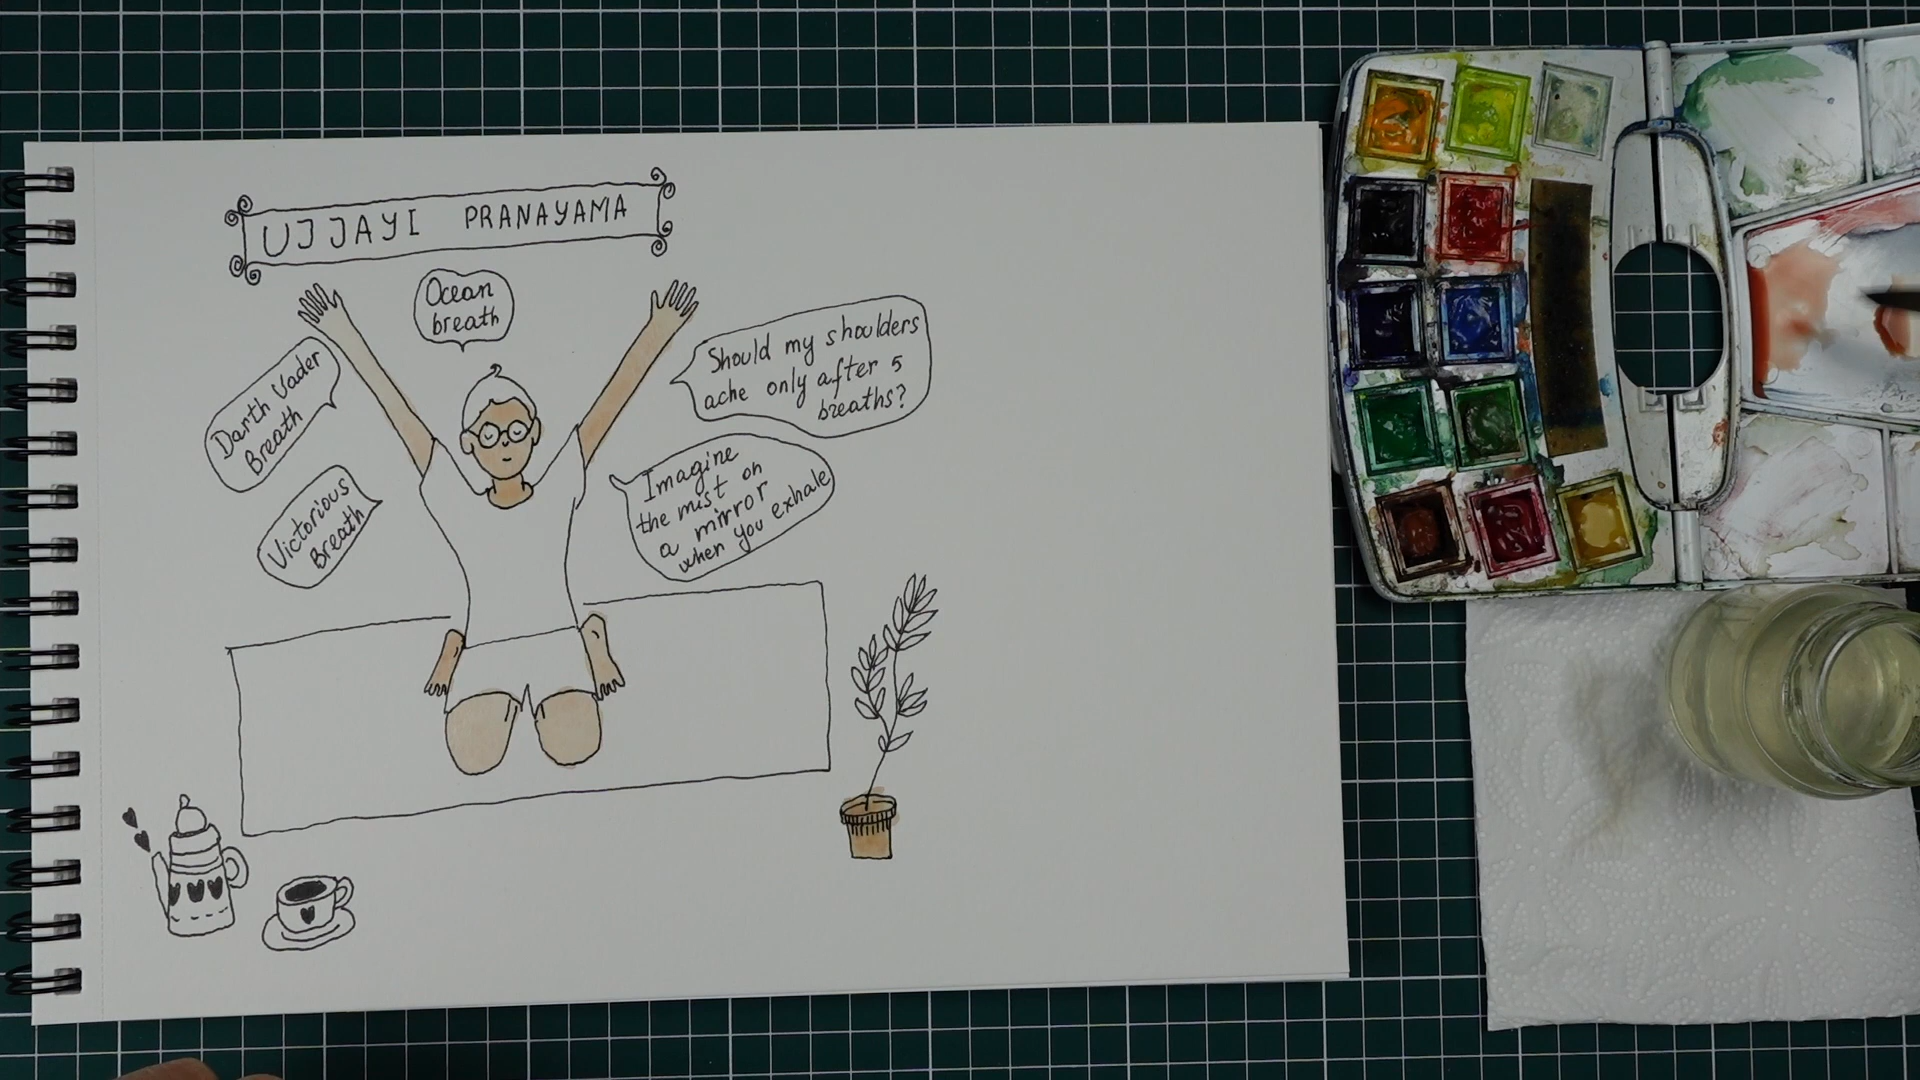 UJJAYI PRANAYAMA
Ocean
breath
Darth Vader
Breath
Victorious
Breath
Should my shoulders
ache only after 5
breaths?
Imagine
the mist on
a mirror
when you exhale